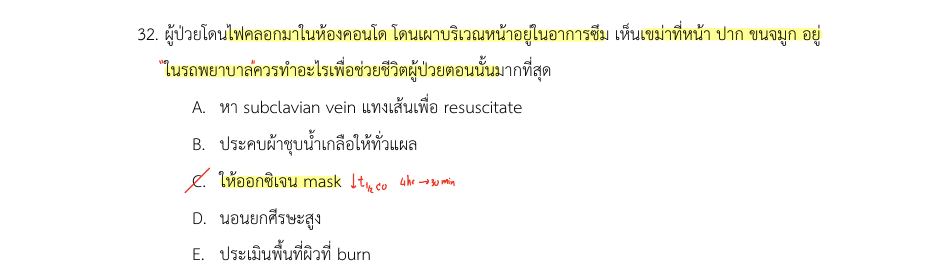 32. ผู้ป่วยโดนไฟคลอกมาในห้องคอนโด โดนเผาบริเวณหน้าอยู่ในอาการซึม เห็นเขม่าที่หน้า ปาก ขนจมูก อยู่
"ในรถพยาบาล"ควรทำอะไรเพื่อช่วยชีวิตผู้ป่วยตอนนั้นมากที่สุด
A. หา subclavian vein แทงเส้นเพื่อ resuscitate
B. ประคบผ้าชุบน้ำเกลือให้ทั่วแผล
C. ให้ออกซิเจน mask ↓t½ CO 4hr → 30 min
D. นอนยกศีรษะสูง
E. ประเมินพื้นที่ผิวที่ burn